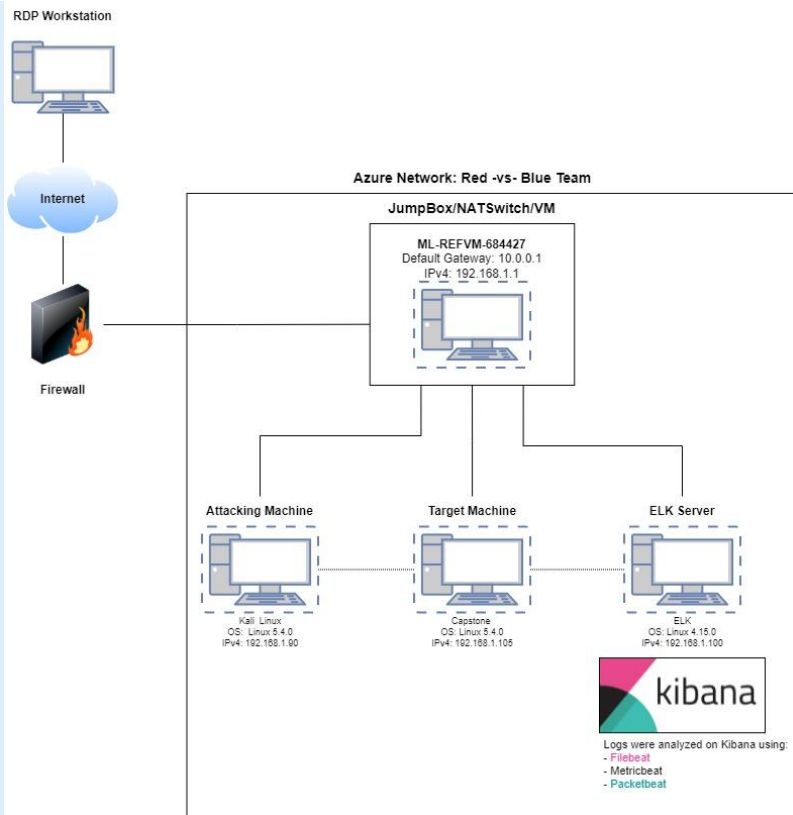 RDP Workstation
Internet
Firewall
Azure Network: Red -vs- Blue Team
JumpBox/NATSwitch/VM
ML-REFVM-684427
Default Gateway: 10.0.0.1
IPv4: 192.168.1.1
Attacking Machine
Kali Linux
OS: Linux 5.4.0
IPv4: 192.168.1.90
Target Machine
Capstone
OS: Linux 5.4.0
IPv4: 192.168.1.105
ELK Server
ELK
OS: Linux 4.15.0
IPv4: 192.168.1.100
kibana
Logs were analyzed on Kibana using:
- Filebeat
- Metricbeat
- Packetbeat